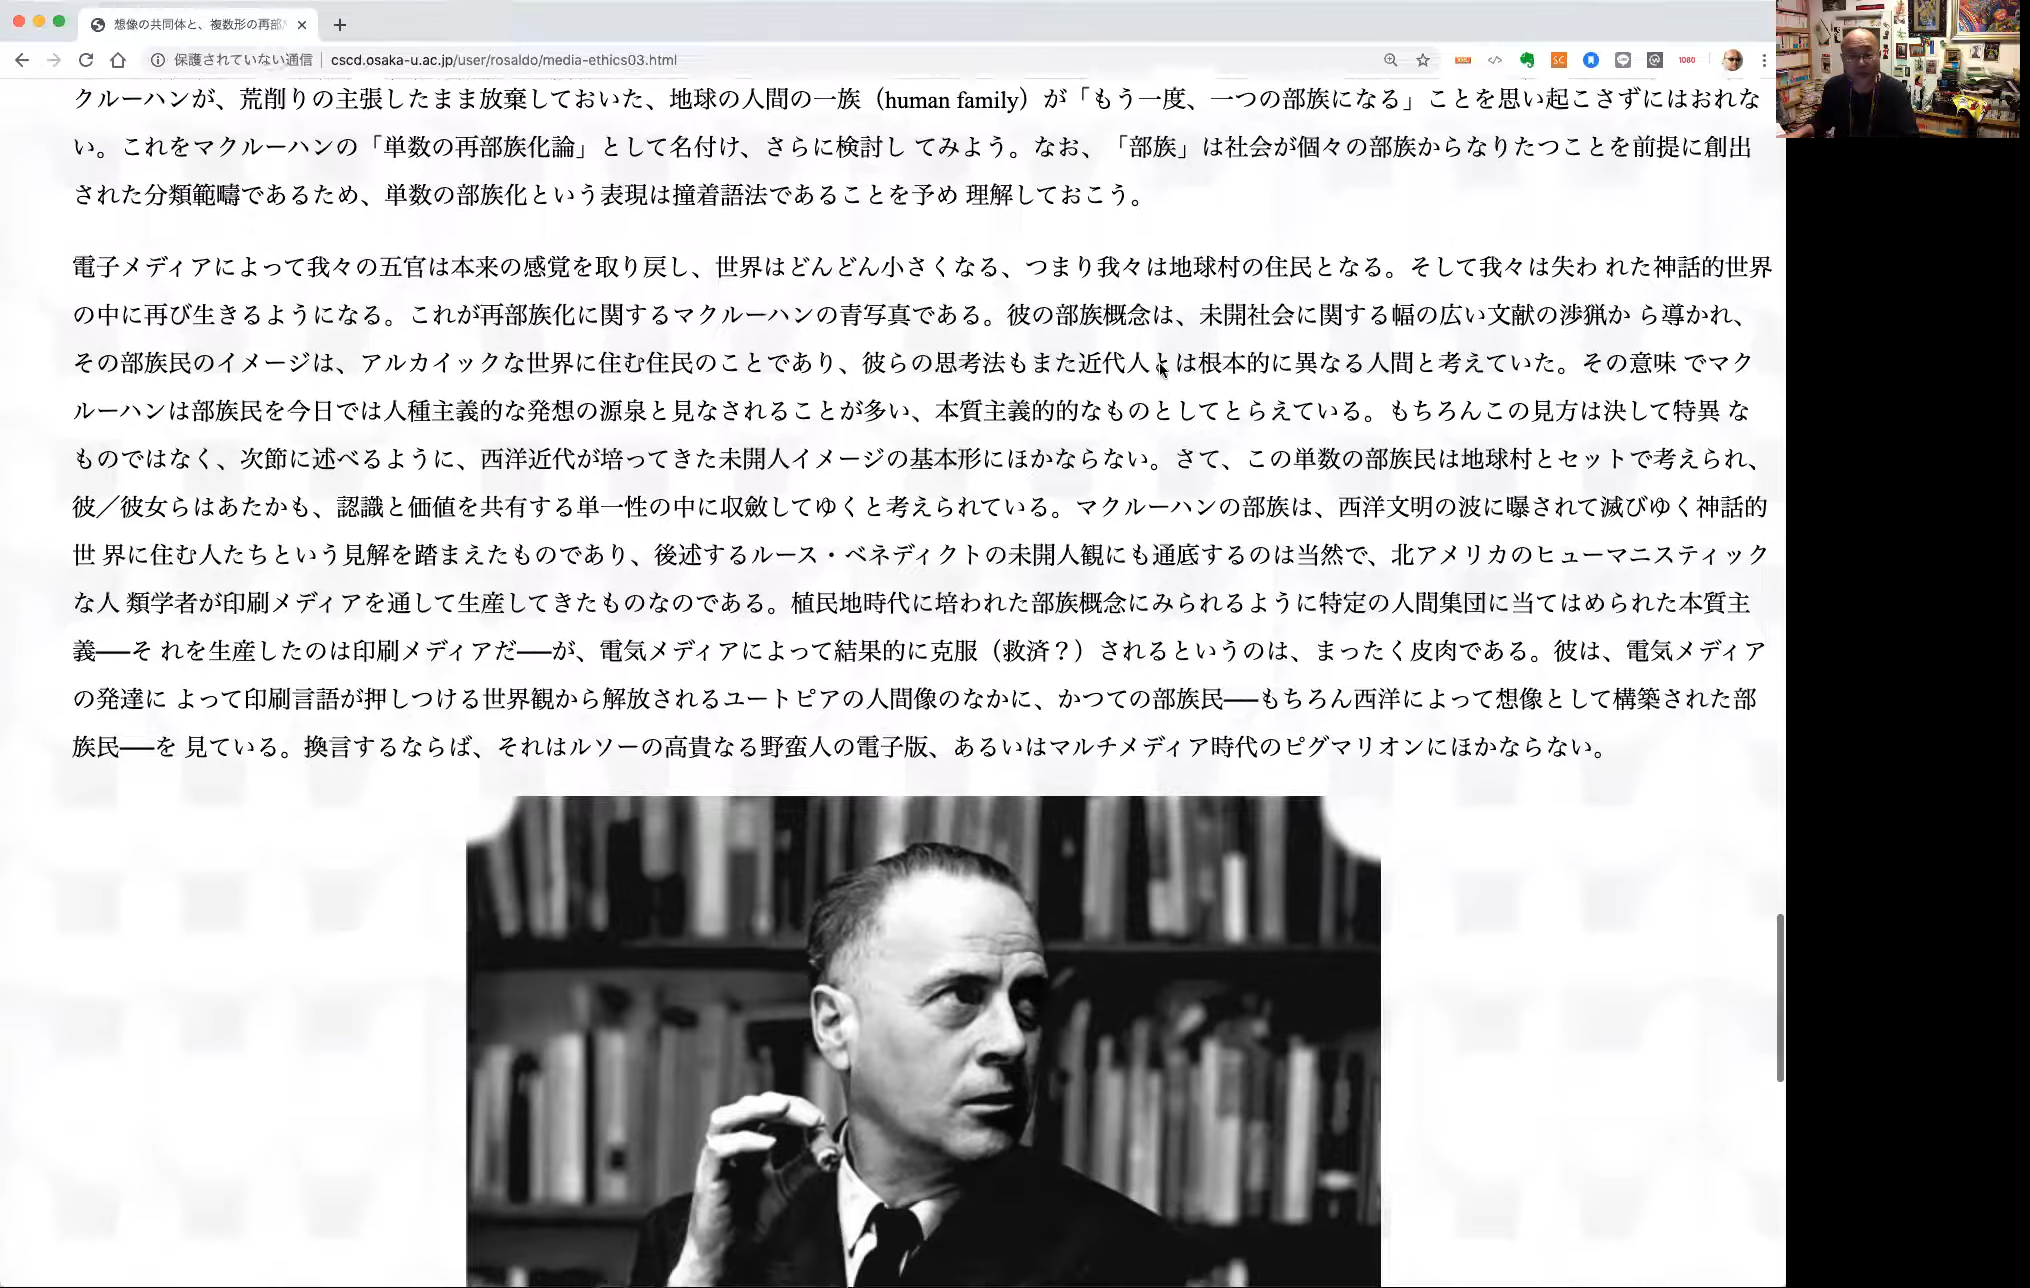 想像の共同体と、複数形の再部
保護されていない通信 | cscd.osaka-u.ac.jp/user/rosaldo/media-ethics03.html
1080
クルーハンが、荒削りの主張したまま放棄しておいた、地球の人間の一族（human family）が「もう一度、一つの部族になる」ことを思い起こさずにはおれな
い。これをマクルーハンの「単数の再部族化論」として名付け、さらに検討し てみよう。なお、「部族」は社会が個々の部族からなりたつことを前提に創出
された分類範疇であるため、単数の部族化という表現は撞着語法であることを予め 理解しておこう。
電子メディアによって我々の五官は本来の感覚を取り戻し、世界はどんどん小さくなる、つまり我々は地球村の住民となる。そして我々は失わ れた神話的世界
の中に再び生きるようになる。これが再部族化に関するマクルーハンの青写真である。彼の部族概念は、未開社会に関する幅の広い文献の渉猟か ら導かれ、
その部族民のイメージは、アルカイックな世界に住む住民のことであり、彼らの思考法もまた近代人とは根本的に異なる人間と考えていた。その意味 でマク
ルーハンは部族民を今日では人種主義的な発想の源泉と見なされることが多い、本質主義的的なものとしてとらえている。もちろんこの見方は決して特異 な
ものではなく、次節に述べるように、西洋近代が培ってきた未開人イメージの基本形にほかならない。さて、この単数の部族民は地球村とセットで考えられ、
彼／彼女らはあたかも、認識と価値を共有する単一性の中に収斂してゆくと考えられている。マクルーハンの部族は、西洋文明の波に曝されて滅びゆく神話的
世 界に住む人たちという見解を踏まえたものであり、後述するルース・ベネディクトの未開人観にも通底するのは当然で、北アメリカのヒューマニスティック
な人 類学者が印刷メディアを通して生産してきたものなのである。植民地時代に培われた部族概念にみられるように特定の人間集団に当てはめられた本質主
義──そ れを生産したのは印刷メディアだ──が、電気メディアによって結果的に克服（救済？）されるというのは、まったく皮肉である。彼は、電気メディア
の発達に よって印刷言語が押しつける世界観から解放されるユートピアの人間像のなかに、かつての部族民──もちろん西洋によって想像として構築された部
族民──を 見ている。換言するならば、それはルソーの高貴なる野蛮人の電子版、あるいはマルチメディア時代のピグマリオンにほかならない。